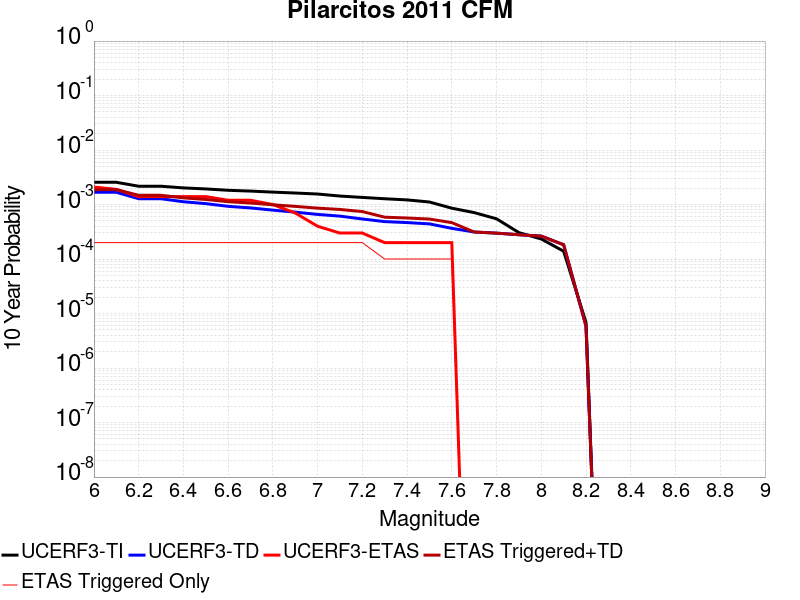 Pilarcitos 2011 CFM
10^0
10^-1
10^-2
10^-3
10^-4
10^-5
10^-6
10^-7
10^-8
10 Year Probability
6 6.2 6.4 6.6 6.8 7 7.2 7.4 7.6 7.8 8 8.2 8.4 8.6 8.8 9
Magnitude
UCERF3-TI UCERF3-TD UCERF3-ETAS ETAS Triggered+TD
ETAS Triggered Only